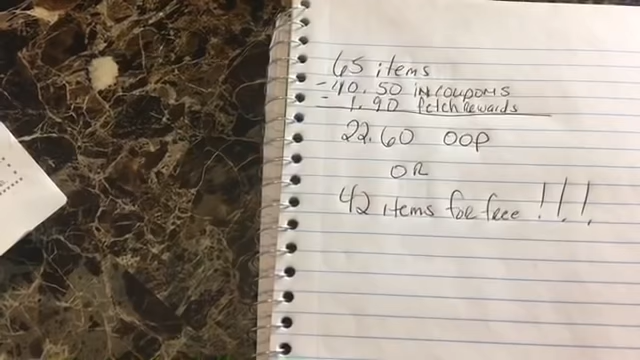 65 items
- 40.50 in coupons
- 1.90 fetch rewards
22.60 OOP
OR
42 items for free !!!